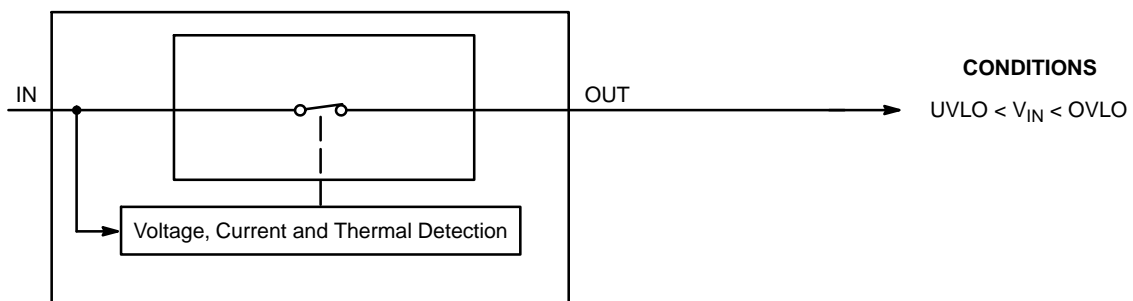 CONDITIONS
IN
OUT
UVLO < V_IN < OVLO
Voltage, Current and Thermal Detection